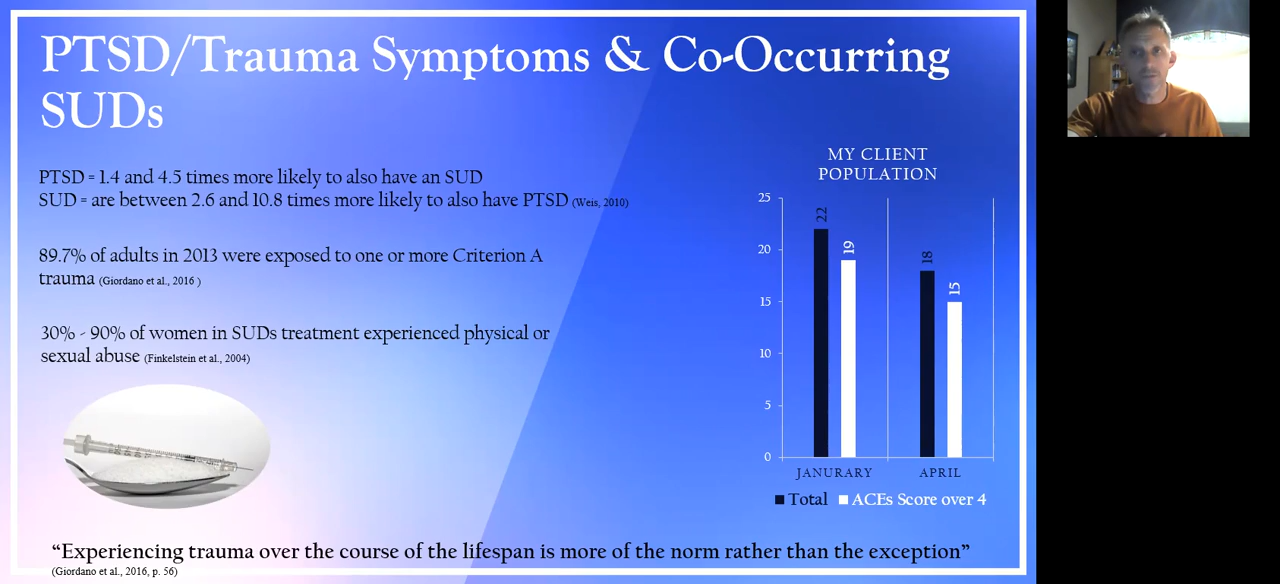 PTSD/Trauma Symptoms & Co-Occurring
SUDs
PTSD = 1.4 and 4.5 times more likely to also have an SUD
SUD = are between 2.6 and 10.8 times more likely to also have PTSD (Weis, 2010)
89.7% of adults in 2013 were exposed to one or more Criterion A
trauma (Giordano et al., 2016 )
30% - 90% of women in SUDs treatment experienced physical or
sexual abuse (Finkelstein et al., 2004)
MY CLIENT
POPULATION
25
20
15
10
5
0
22
19
18
15
JANURARY
APRIL
Total
ACEs Score over 4
“Experiencing trauma over the course of the lifespan is more of the norm rather than the exception”
(Giordano et al., 2016, p. 56)